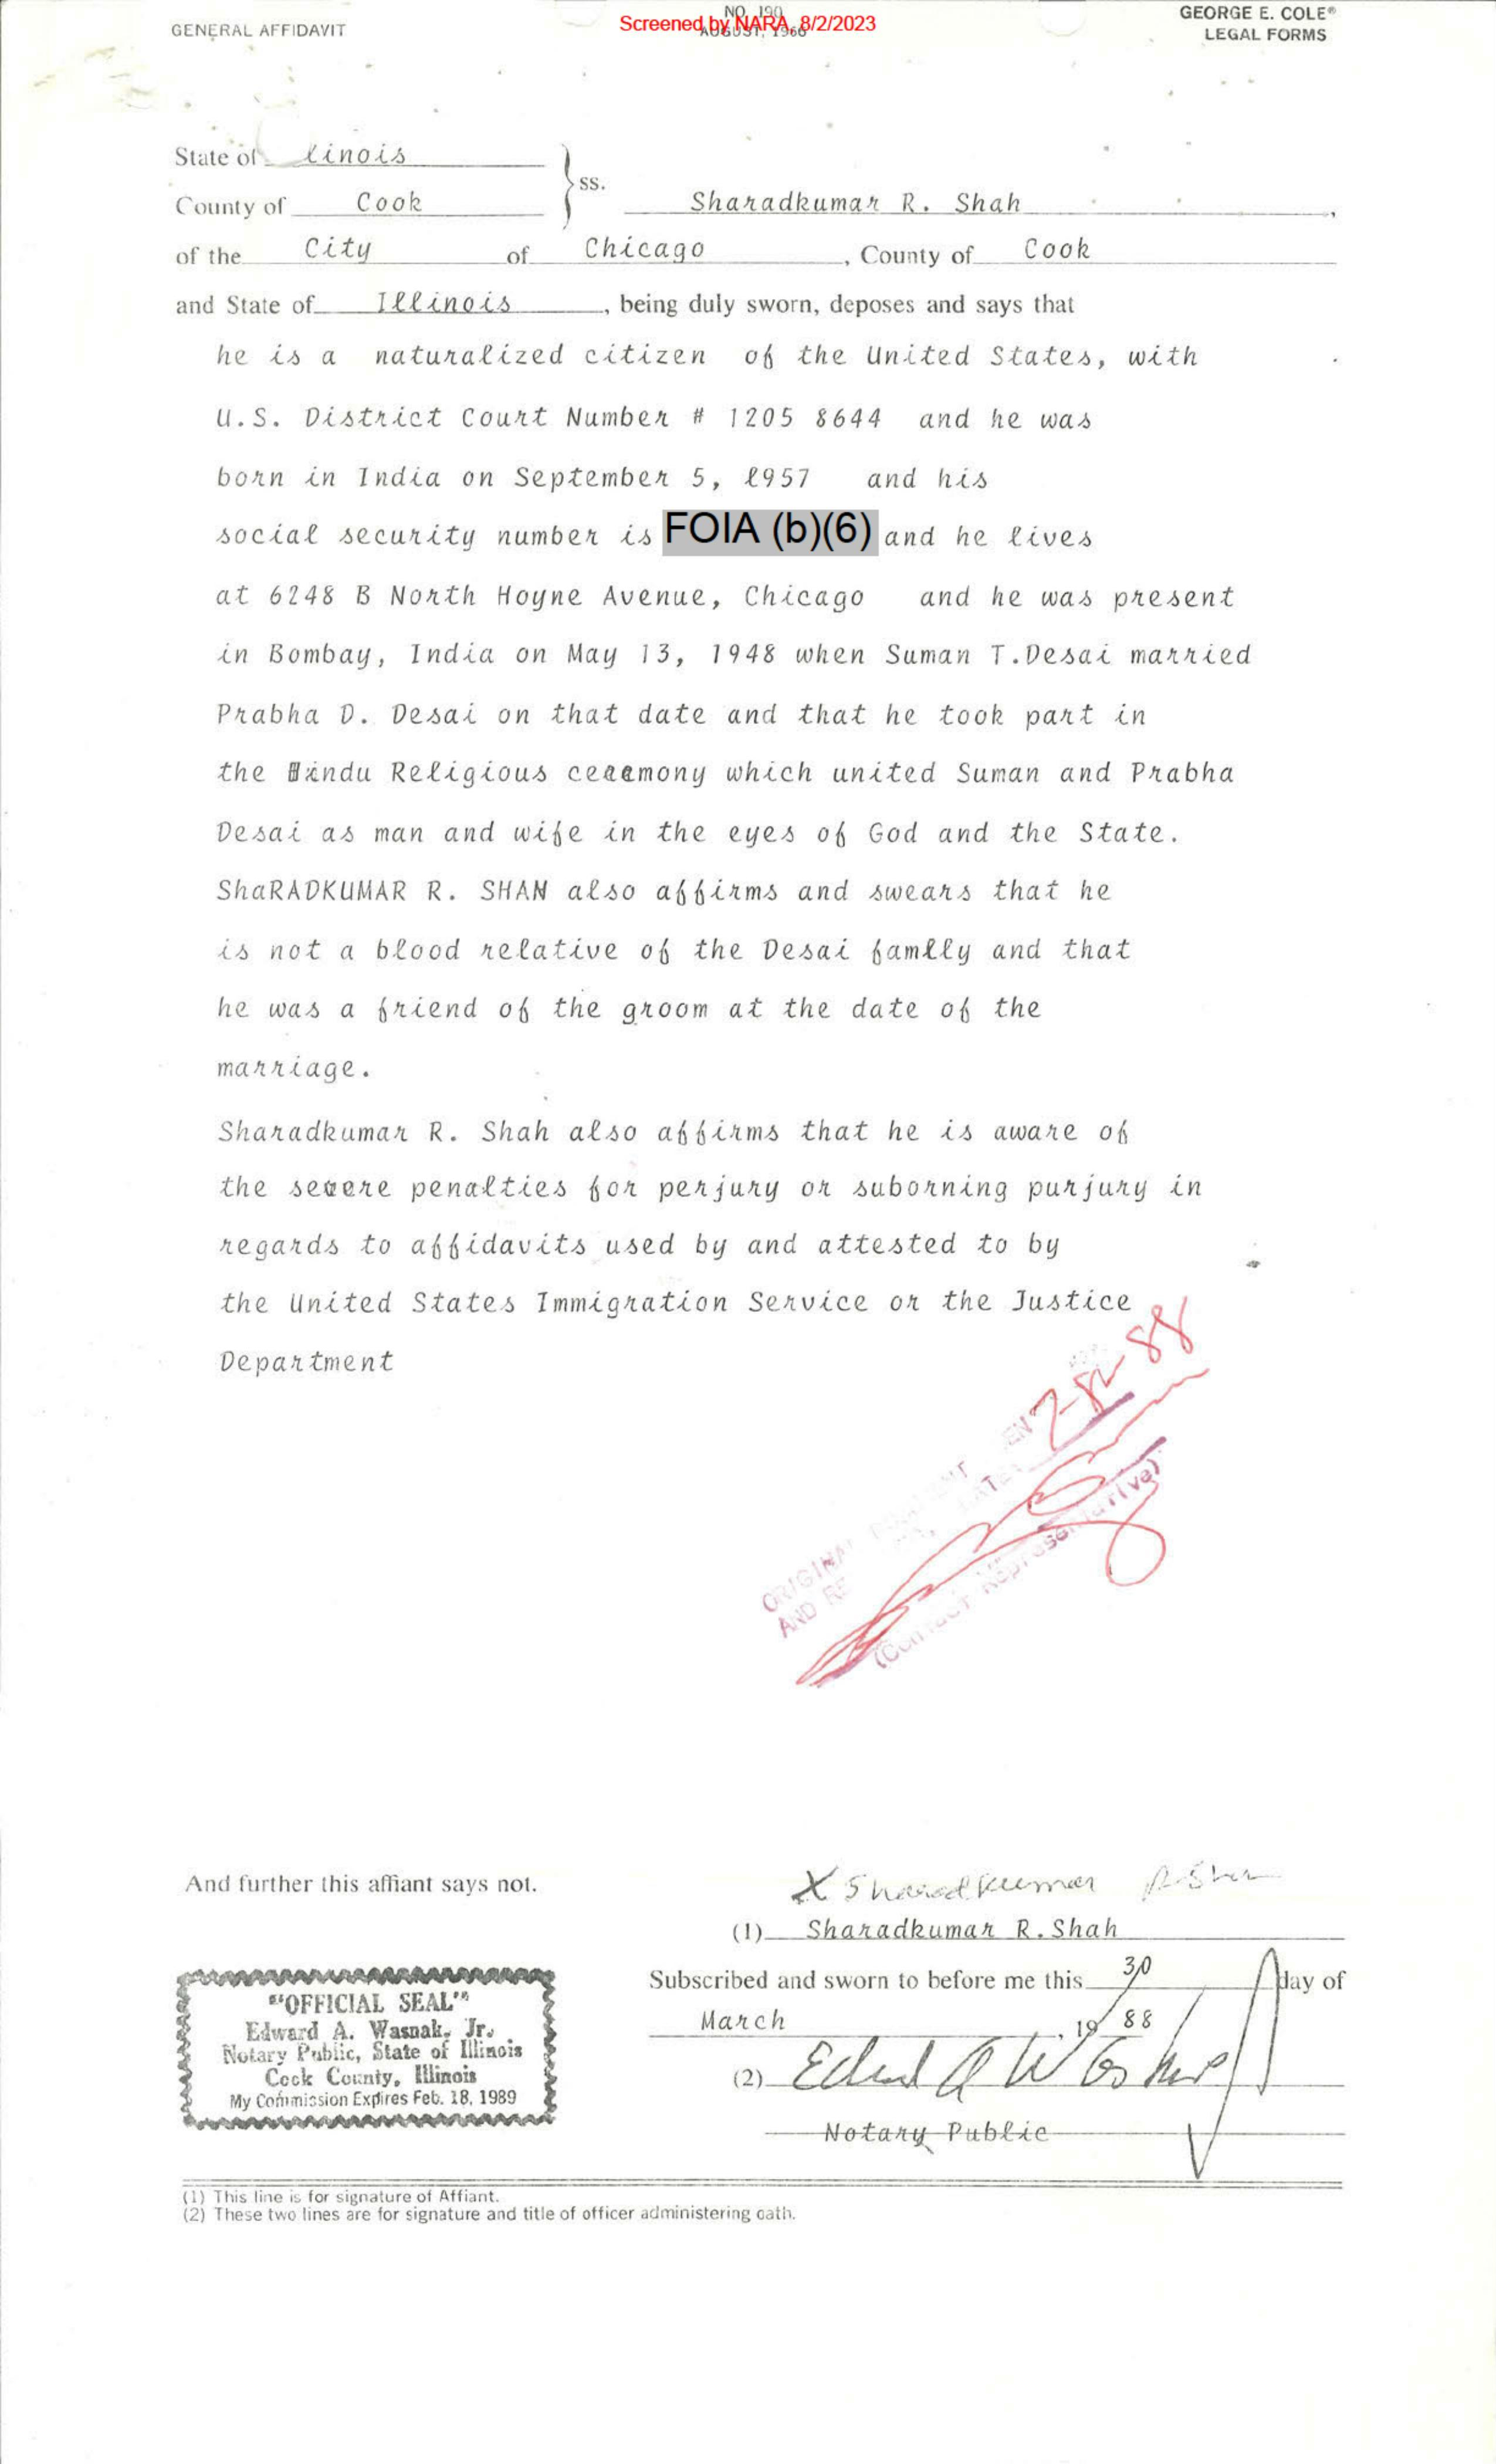 GENERAL AFFIDAVIT
NO. 190
AUGUST, 1966
Screened by NARA, 8/2/2023
GEORGE E. COLE®
LEGAL FORMS
State of linois
County of Cook
ss.
Sharadkumar R. Shah ,
of the City of Chicago , County of Cook
and State of Illinois , being duly sworn, deposes and says that
he is a naturalized citizen of the United States, with
U.S. District Court Number # 1205 8644 and he was
born in India on September 5, l957 and his
social security number is FOIA (b)(6) and he lives
at 6248 B North Hoyne Avenue, Chicago and he was present
in Bombay, India on May 13, 1948 when Suman T.Desai married
Prabha D. Desai on that date and that he took part in
the Hindu Religious ceremony which united Suman and Prabha
Desai as man and wife in the eyes of God and the State.
ShaRADKUMAR R. SHAN also affirms and swears that he
is not a blood relative of the Desai famlly and that
he was a friend of the groom at the date of the
marriage.
Sharadkumar R. Shah also affirms that he is aware of
the severe penalties for perjury or suborning purjury in
regards to affidavits used by and attested to by
the United States Immigration Service or the Justice
Department
ORIGINAL
AND
(Contact Representative)
And further this affiant says not.
X Sharadkumar R. Shah
(1) Sharadkumar R.Shah
Subscribed and sworn to before me this 30 day of
March , 19 88
(2)
Notary Public
"OFFICIAL SEAL"
Edward A. Wasnak, Jr.
Notary Public, State of Illinois
Cook County, Illinois
My Commission Expires Feb. 18, 1989
(1) This line is for signature of Affiant.
(2) These two lines are for signature and title of officer administering oath.